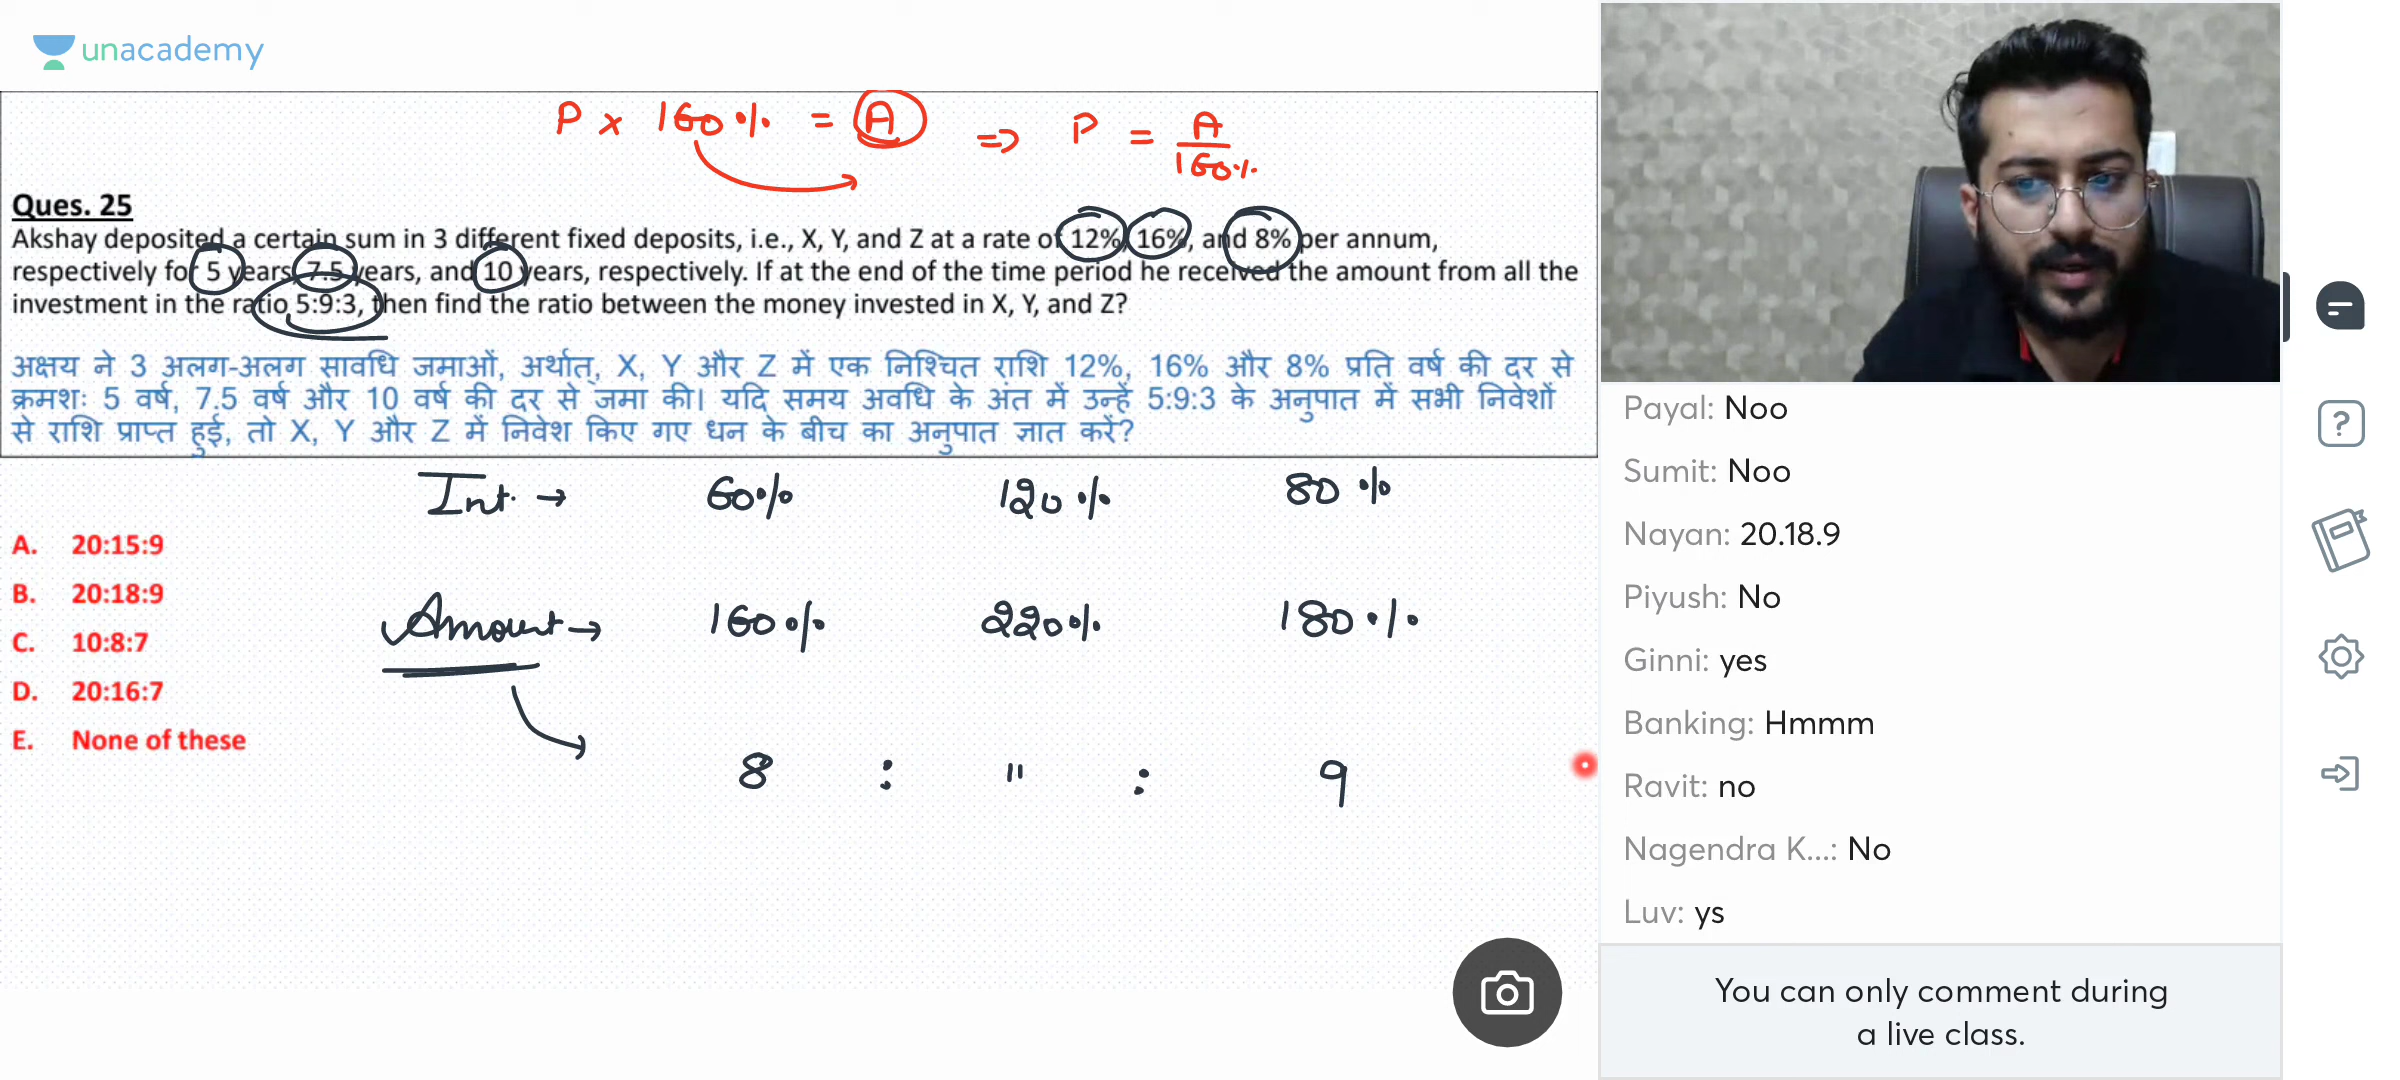 unacademy
P x 160% = A => P = A/160%
Ques. 25
Akshay deposited a certain sum in 3 different fixed deposits, i.e., X, Y, and Z at a rate of 12%, 16%, and 8% per annum,
respectively for 5 years, 7.5 years, and 10 years, respectively. If at the end of the time period he received the amount from all the
investment in the ratio 5:9:3, then find the ratio between the money invested in X, Y, and Z?
अक्षय ने 3 अलग-अलग सावधि जमाओं, अर्थात्, X, Y और Z में एक निश्चित राशि 12%, 16% और 8% प्रति वर्ष की दर से
क्रमशः 5 वर्ष, 7.5 वर्ष और 10 वर्ष की दर से जमा की। यदि समय अवधि के अंत में उन्हें 5:9:3 के अनुपात में सभी निवेशों
से राशि प्राप्त हुई, तो X, Y और Z में निवेश किए गए धन के बीच का अनुपात ज्ञात करें?
Int. → 60% 120% 80%
A. 20:15:9
B. 20:18:9
C. 10:8:7
D. 20:16:7
E. None of these
Amount → 160% 220% 180%
8 : 11 : 9
Payal: Noo
Sumit: Noo
Nayan: 20.18.9
Piyush: No
Ginni: yes
Banking: Hmmm
Ravit: no
Nagendra K...: No
Luv: ys
You can only comment during
a live class.
?